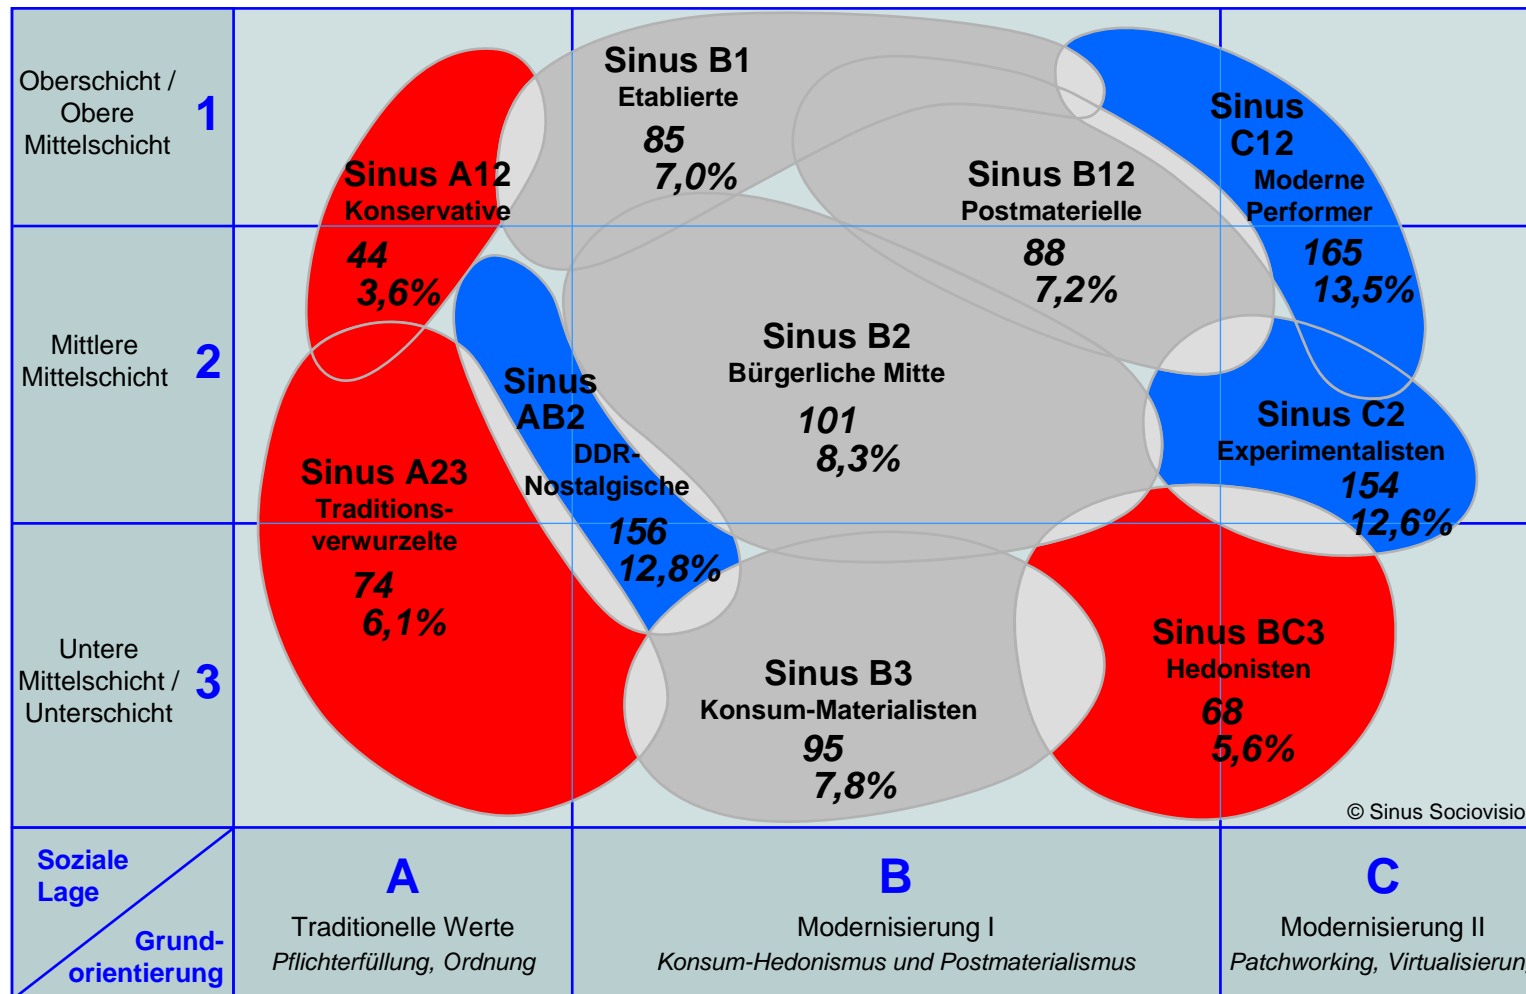 Oberschicht /
Obere
Mittelschicht
1
Mittlere
Mittelschicht
2
Untere
Mittelschicht /
Unterschicht
3
Sinus B1
Etablierte
85
7,0%
Sinus A12
Konservative
44
3,6%
Sinus B12
Postmaterielle
88
7,2%
Sinus
C12
Moderne
Performer
165
13,5%
Sinus B2
Bürgerliche Mitte
101
8,3%
Sinus
AB2
DDR-
Nostalgische
156
12,8%
Sinus C2
Experimentalisten
154
12,6%
Sinus A23
Traditions-
verwurzelte
74
6,1%
Sinus B3
Konsum-Materialisten
95
7,8%
Sinus BC3
Hedonisten
68
5,6%
© Sinus Sociovisio
Soziale
Lage
Grund-
orientierung
A
Traditionelle Werte
Pflichterfüllung, Ordnung
B
Modernisierung I
Konsum-Hedonismus und Postmaterialismus
C
Modernisierung II
Patchworking, Virtualisierun